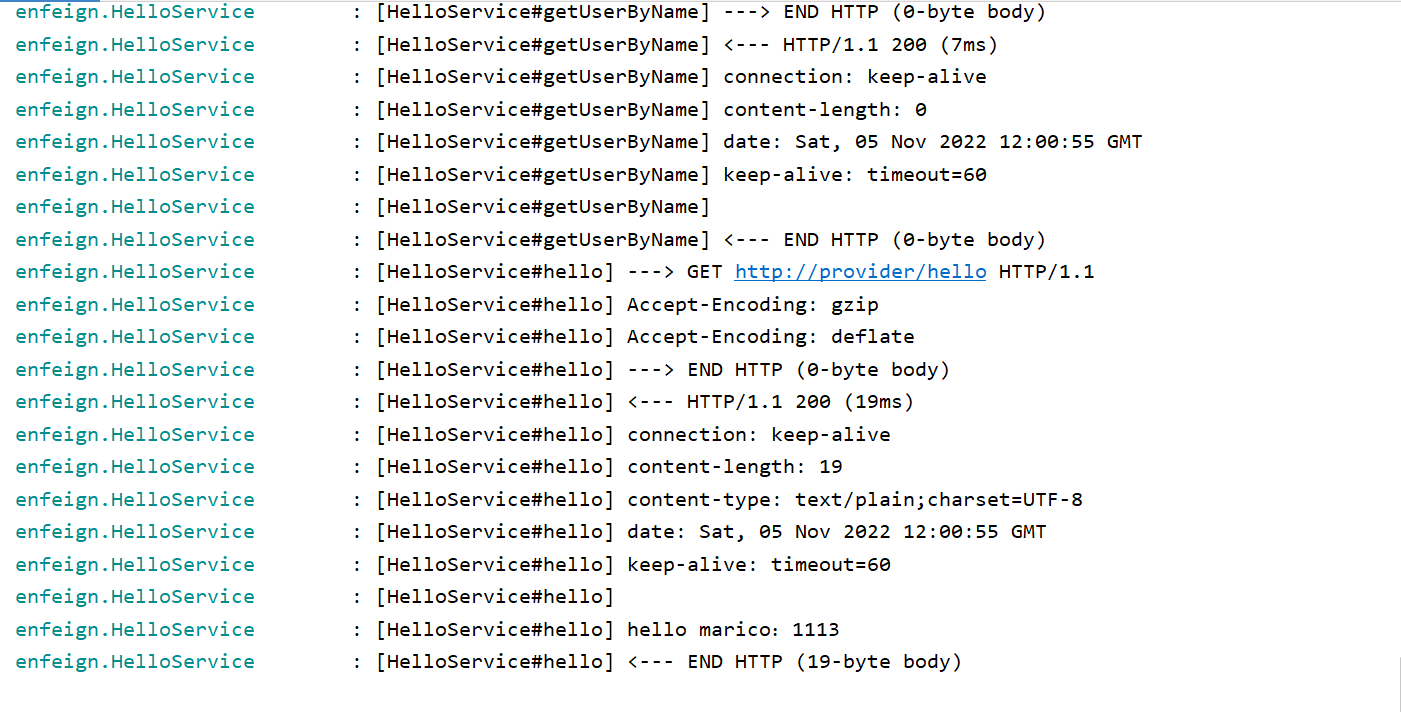 enfeign.HelloService : [HelloService#getUserByName] ---> END HTTP (0-byte body)
enfeign.HelloService : [HelloService#getUserByName] <--- HTTP/1.1 200 (7ms)
enfeign.HelloService : [HelloService#getUserByName] connection: keep-alive
enfeign.HelloService : [HelloService#getUserByName] content-length: 0
enfeign.HelloService : [HelloService#getUserByName] date: Sat, 05 Nov 2022 12:00:55 GMT
enfeign.HelloService : [HelloService#getUserByName] keep-alive: timeout=60
enfeign.HelloService : [HelloService#getUserByName]
enfeign.HelloService : [HelloService#getUserByName] <--- END HTTP (0-byte body)
enfeign.HelloService : [HelloService#hello] ---> GET http://provider/hello HTTP/1.1
enfeign.HelloService : [HelloService#hello] Accept-Encoding: gzip
enfeign.HelloService : [HelloService#hello] Accept-Encoding: deflate
enfeign.HelloService : [HelloService#hello] ---> END HTTP (0-byte body)
enfeign.HelloService : [HelloService#hello] <--- HTTP/1.1 200 (19ms)
enfeign.HelloService : [HelloService#hello] connection: keep-alive
enfeign.HelloService : [HelloService#hello] content-length: 19
enfeign.HelloService : [HelloService#hello] content-type: text/plain;charset=UTF-8
enfeign.HelloService : [HelloService#hello] date: Sat, 05 Nov 2022 12:00:55 GMT
enfeign.HelloService : [HelloService#hello] keep-alive: timeout=60
enfeign.HelloService : [HelloService#hello]
enfeign.HelloService : [HelloService#hello] hello marico：1113
enfeign.HelloService : [HelloService#hello] <--- END HTTP (19-byte body)